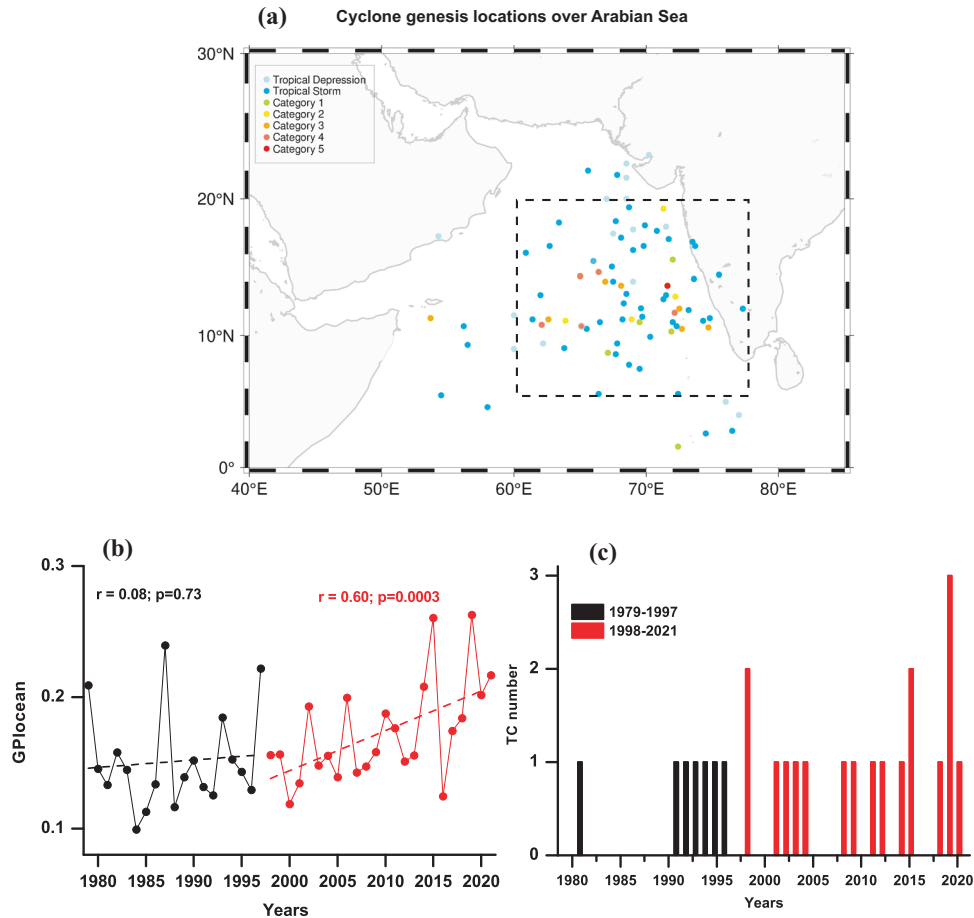 (a) Cyclone genesis locations over Arabian Sea
30°N
20°N
10°N
0°
Tropical Depression
Tropical Storm
Category 1
Category 2
Category 3
Category 4
Category 5
40°E 50°E 60°E 70°E 80°E
(b)
r = 0.08; p=0.73 r = 0.60; p=0.0003
0.3
0.2
0.1
GPIocean
1980 1985 1990 1995 2000 2005 2010 2015 2020
Years
(c)
1979-1997
1998-2021
3
2
1
0
TC number
1980 1985 1990 1995 2000 2005 2010 2015 2020
Years